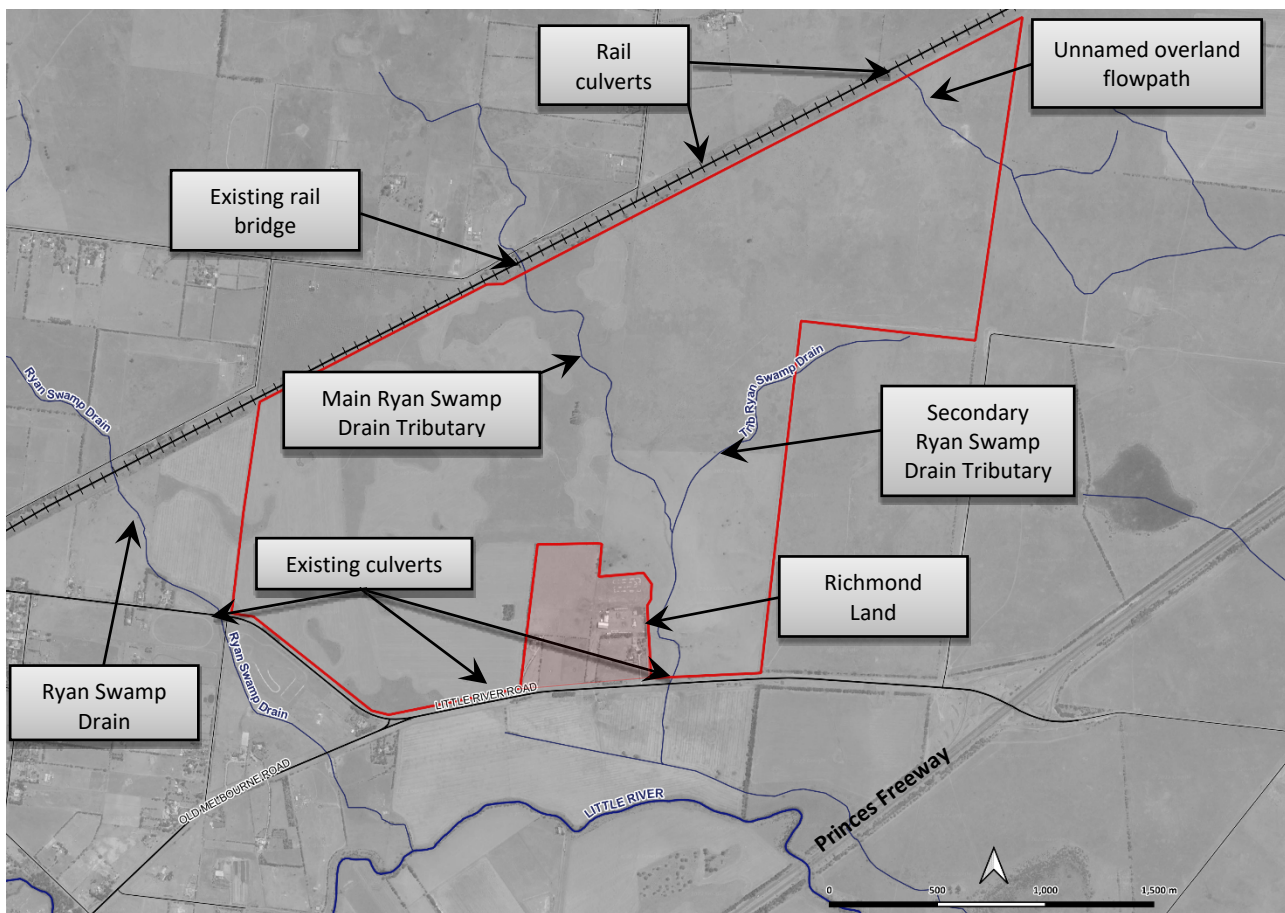 Rail
culverts
Unnamed overland
flowpath
Existing rail
bridge
Ryan Swamp Drain
Main Ryan Swamp
Drain Tributary
Trib Ryan Swamp Drain
Secondary
Ryan Swamp
Drain Tributary
Existing culverts
Richmond
Land
Ryan Swamp
Drain
Ryan Swamp Drain
LITTLE RIVER ROAD
OLD MELBOURNE ROAD
LITTLE RIVER
Princes Freeway
0 500 1,000 1,500 m